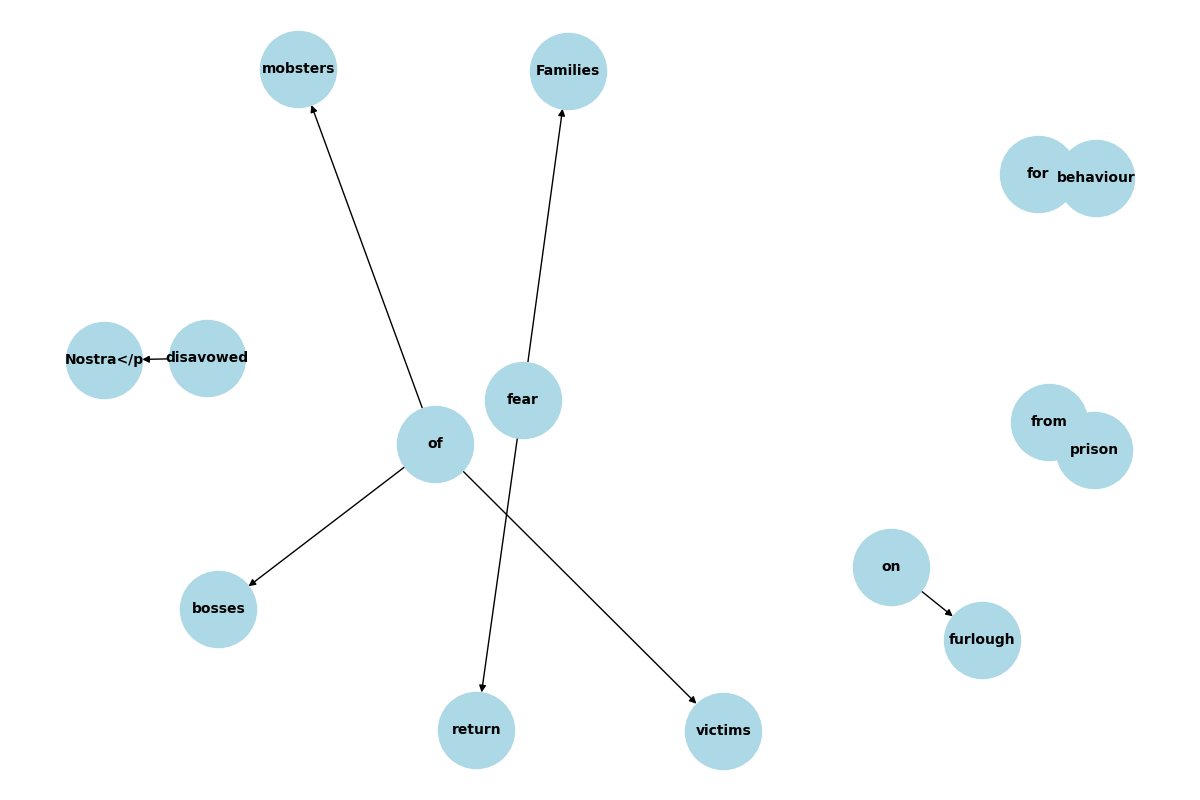 mobsters
Families
for
behaviour
Nostra</p
disavowed
fear
of
from
prison
on
bosses
furlough
return
victims